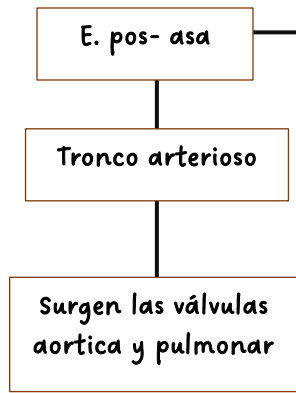 E. pos- asa
Tronco arterioso
Surgen las válvulas
aortica y pulmonar